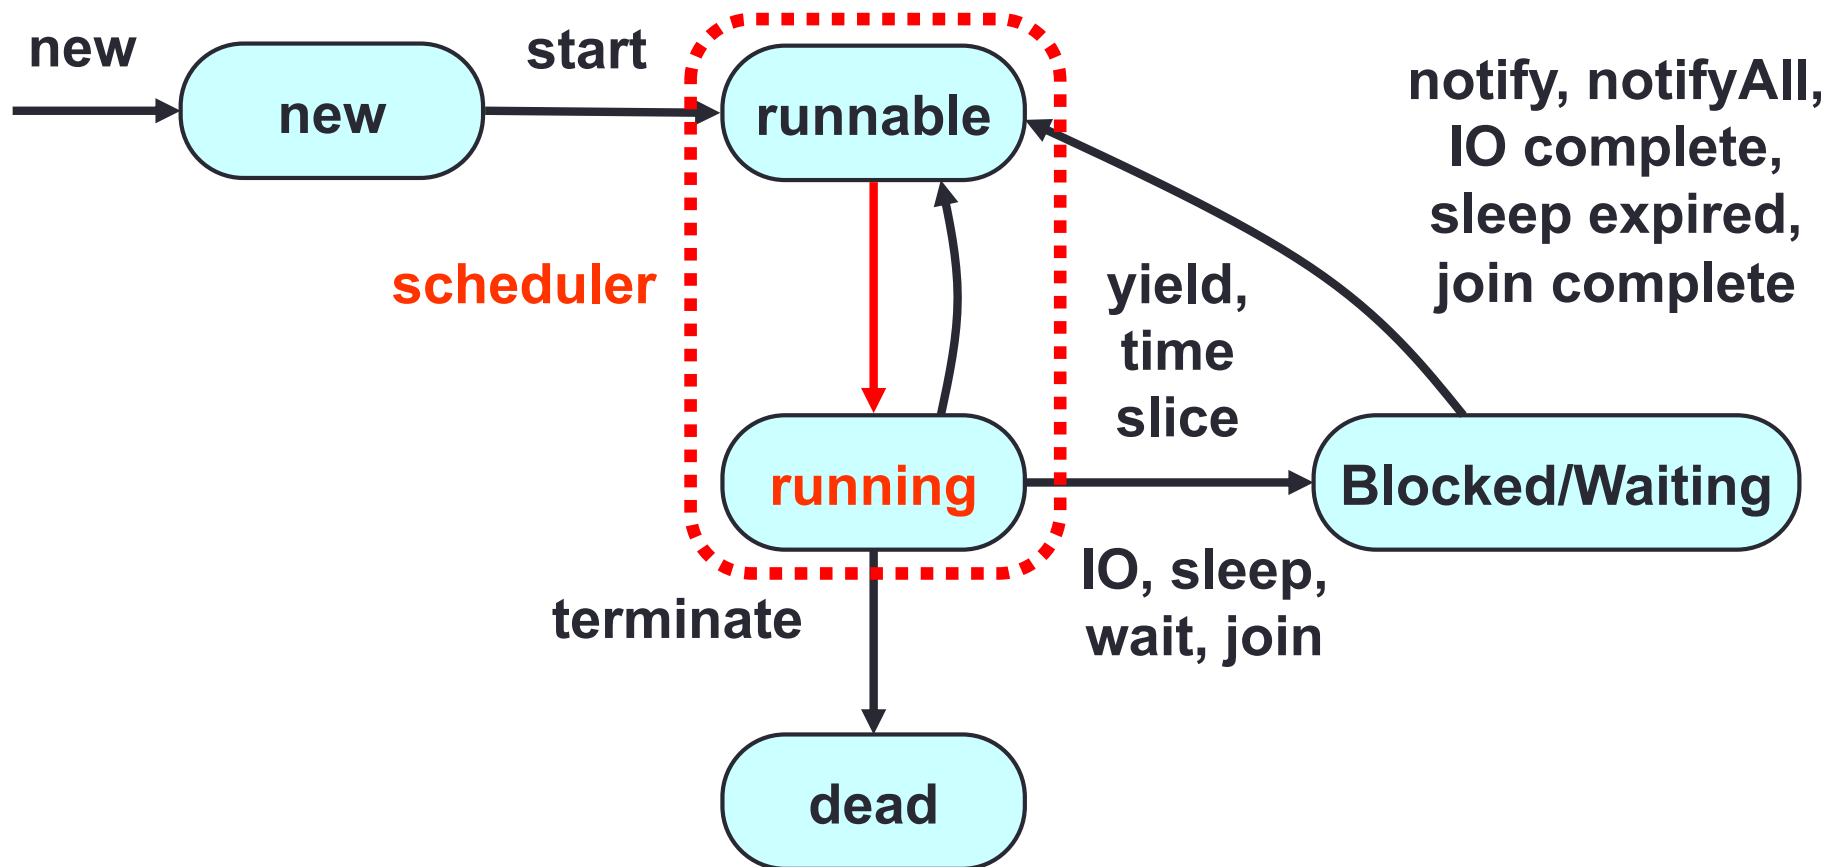 new
start
new
runnable
notify, notifyAll,
IO complete,
sleep expired,
join complete
scheduler
yield,
time
slice
running
Blocked/Waiting
IO, sleep,
wait, join
terminate
dead